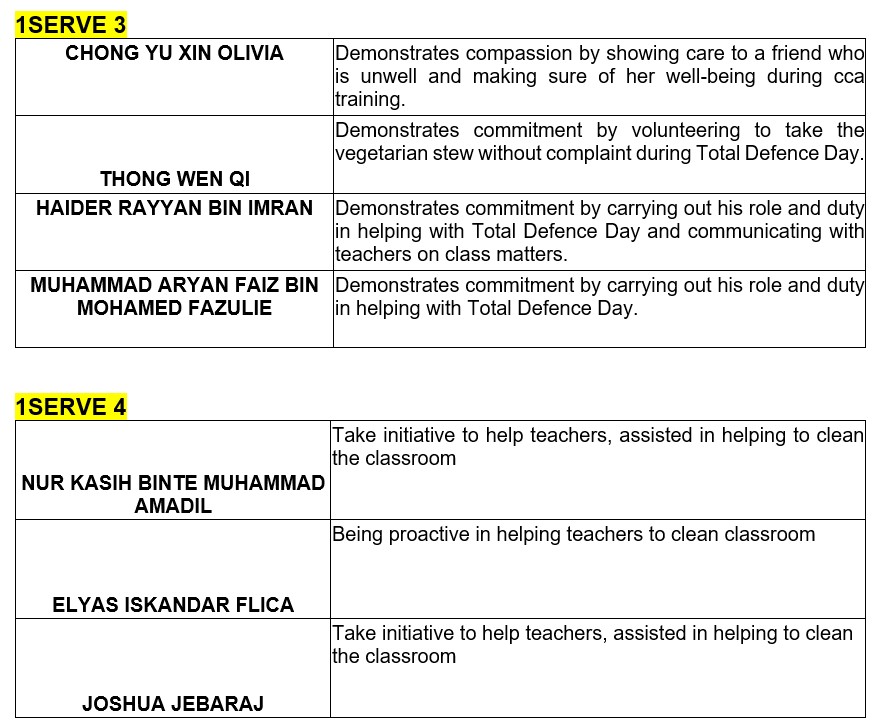 1SERVE 3
CHONG YU XIN OLIVIA
Demonstrates compassion by showing care to a friend who
is unwell and making sure of her well-being during cca
training.
THONG WEN QI
Demonstrates commitment by volunteering to take the
vegetarian stew without complaint during Total Defence Day.
HAIDER RAYYAN BIN IMRAN
Demonstrates commitment by carrying out his role and duty
in helping with Total Defence Day and communicating with
teachers on class matters.
MUHAMMAD ARYAN FAIZ BIN
MOHAMED FAZULIE
Demonstrates commitment by carrying out his role and duty
in helping with Total Defence Day.
1SERVE 4
NUR KASIH BINTE MUHAMMAD
AMADIL
Take initiative to help teachers, assisted in helping to clean
the classroom
ELYAS ISKANDAR FLICA
Being proactive in helping teachers to clean classroom
JOSHUA JEBARAJ
Take initiative to help teachers, assisted in helping to clean
the classroom